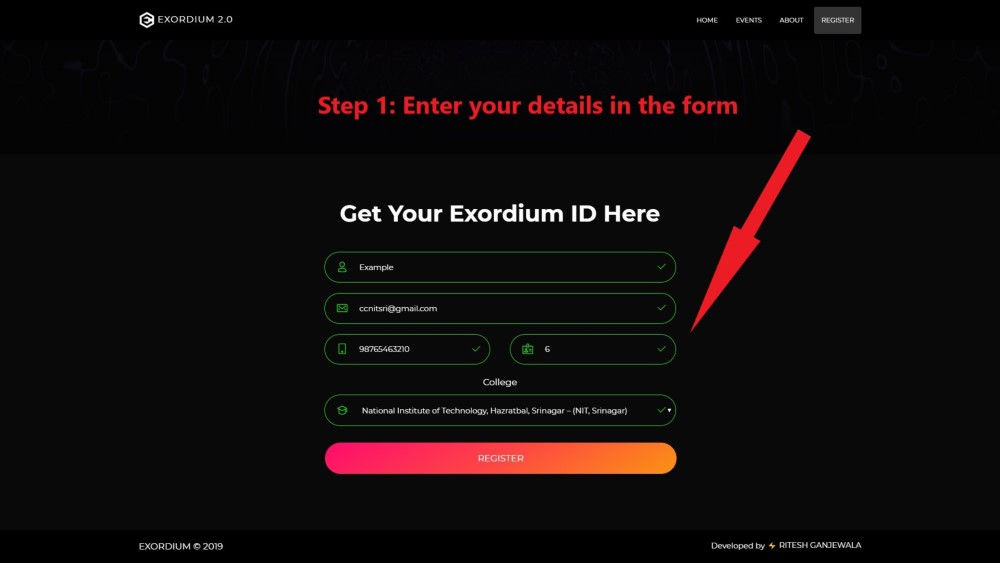 EXORDIUM 2.0
HOME EVENTS ABOUT REGISTER
Step 1: Enter your details in the form
Get Your Exordium ID Here
Example
ccnitsri@gmail.com
98765463210 6
College
National Institute of Technology, Hazratbal, Srinagar – (NIT, Srinagar)
REGISTER
EXORDIUM © 2019 Developed by ⚡ RITESH GANJEWALA